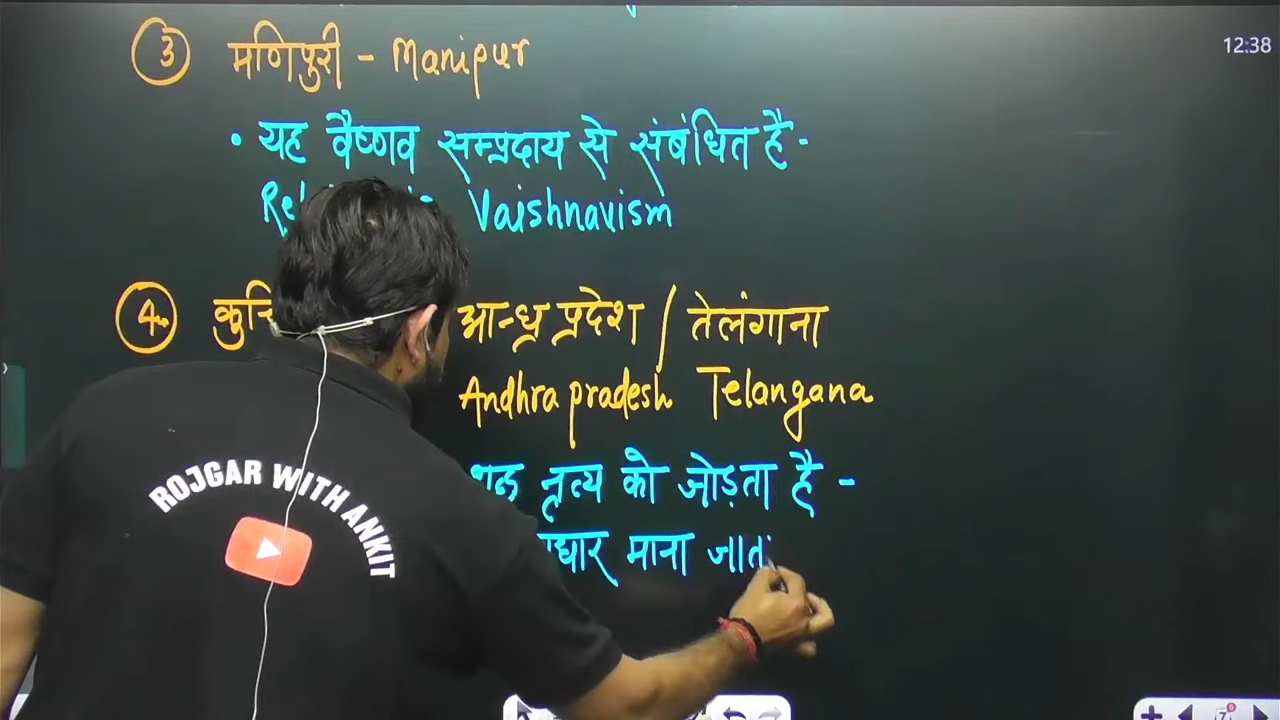 3 मणिपुरी - Manipur
12:38
• यह वैष्णव सम्प्रदाय से संबंधित है-
Vaishnavism
4. आन्ध्र प्रदेश / तेलंगाना
Andhra pradesh Telangana
नृत्य को जोड़ता है -
माना
ROJGAR WITH ANKIT